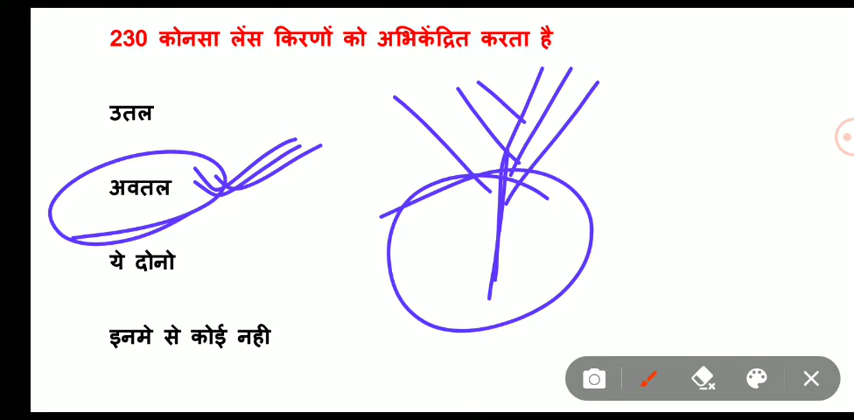 230 कोनसा लेंस किरणों को अभिकेंद्रित करता है
उतल
अवतल
ये दोनो
इनमे से कोई नही